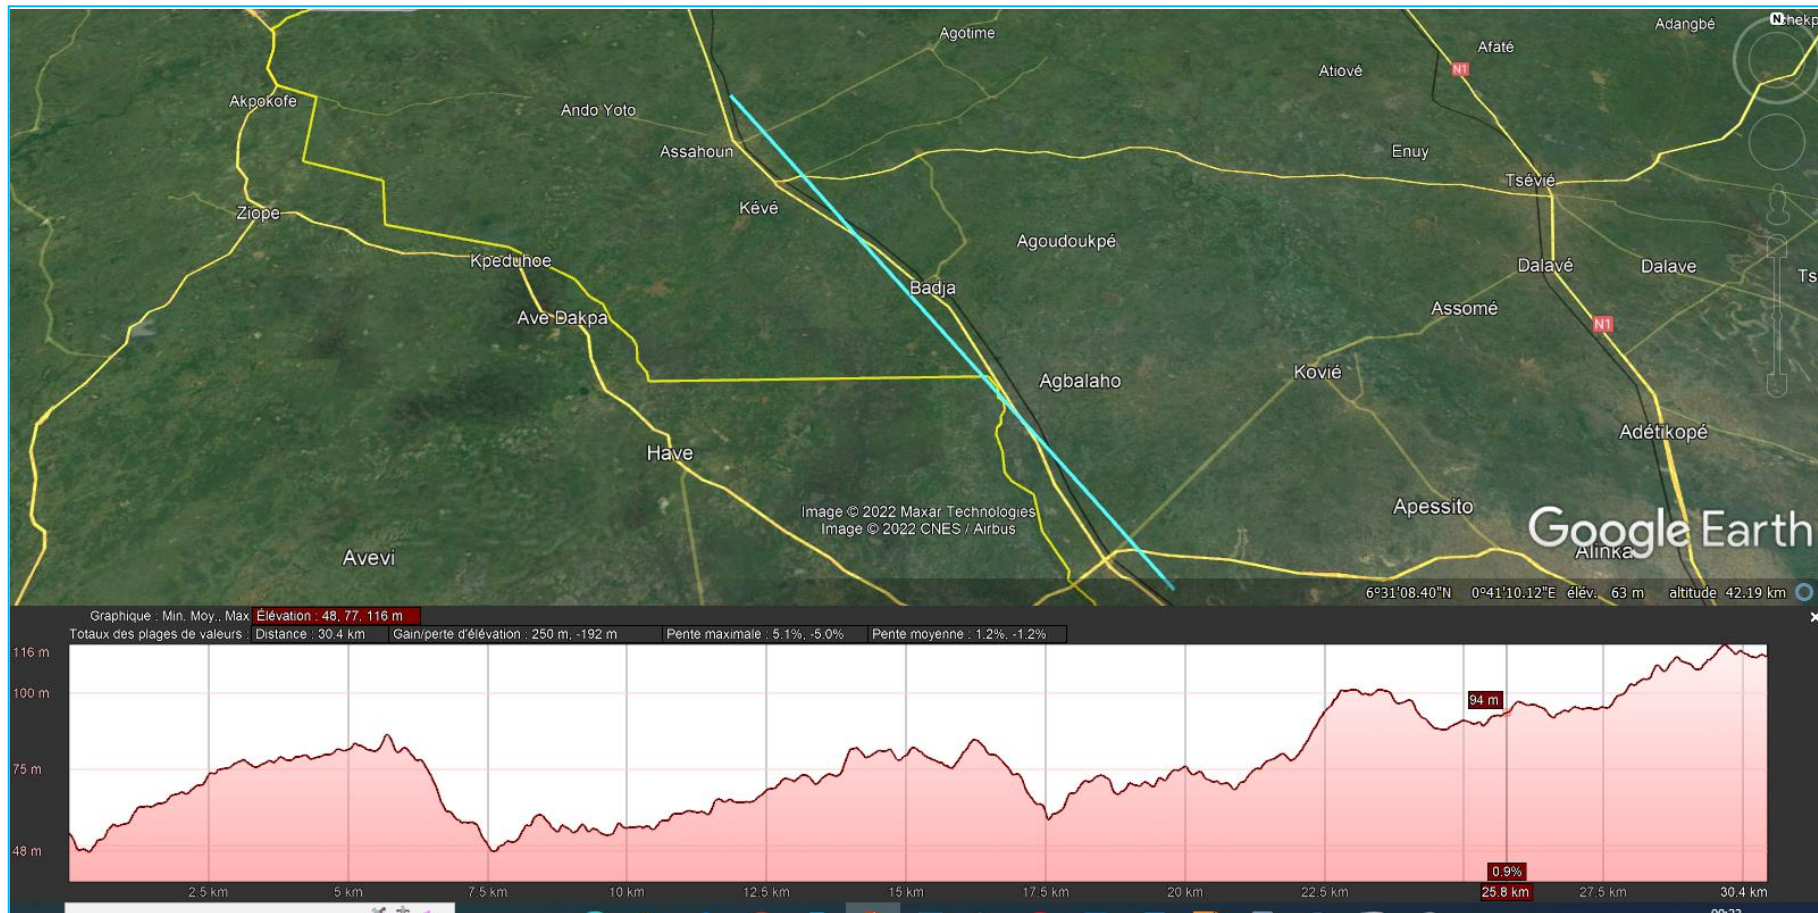 Agotime
Adangbé
N
Afaté
Atiové
N1
Akpokofe
Ando Yoto
Assahoun
Enuy
Tsévié
Kévé
Ziope
Agoudoukpé
Kpeduhoe
Dalavé
Dalave
Badja
Assomé
Ave Dakpa
N1
Kovié
Agbalaho
Adétikopé
Have
Apessito
Image © 2022 Maxar Technologies
Image © 2022 CNES / Airbus
Google Earth
Alinka
Avevi
6°31'08.40"N 0°41'10.12"E élév. 63 m altitude 42.19 km
Graphique : Min. Moy., Max Élévation : 48, 77, 116 m
Totaux des plages de valeurs : Distance : 30.4 km Gain/perte d'élévation : 250 m, -192 m Pente maximale : 5.1%, -5.0% Pente moyenne : 1.2%, -1.2%
116 m
100 m
94 m
75 m
48 m
0.9%
2.5 km 5 km 7.5 km 10 km 12.5 km 15 km 17.5 km 20 km 22.5 km 25.8 km 27.5 km 30.4 km